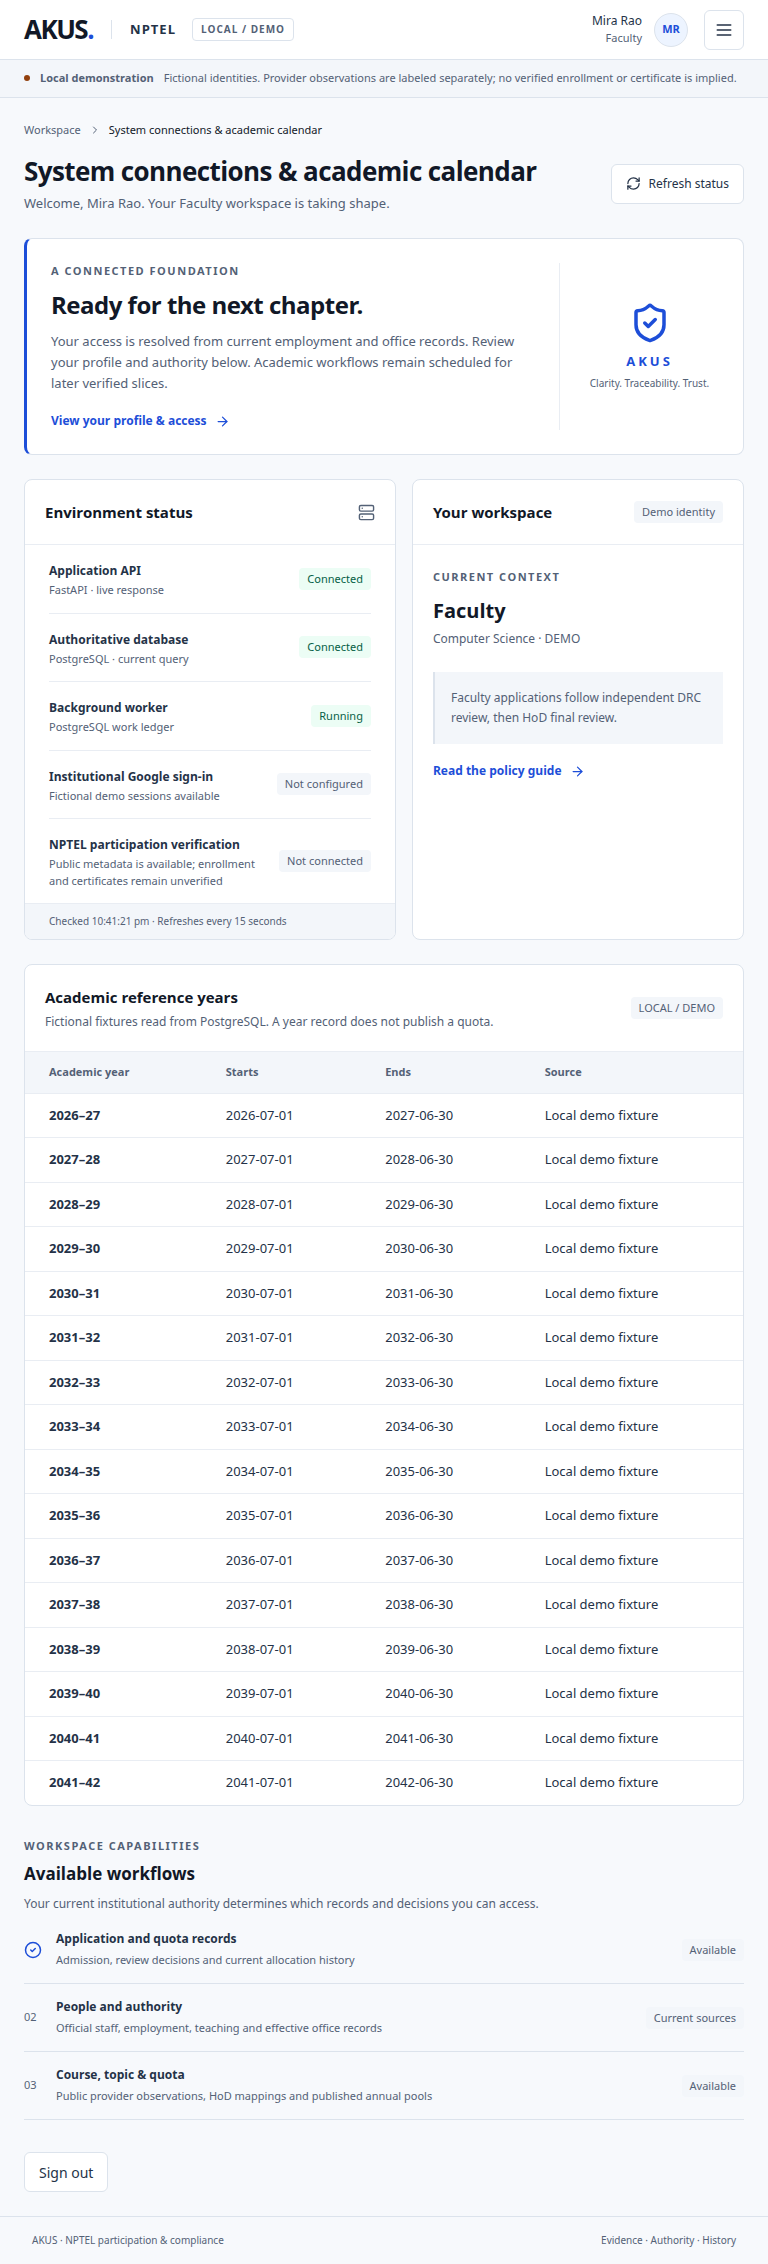 AKUS. NPTEL LOCAL / DEMO Mira Rao
Faculty
MR
Local demonstration Fictional identities. Provider observations are labeled separately; no verified enrollment or certificate is implied.
Workspace > System connections & academic calendar
System connections & academic calendar
Welcome, Mira Rao. Your Faculty workspace is taking shape.
Refresh status
A CONNECTED FOUNDATION
Ready for the next chapter.
Your access is resolved from current employment and office records. Review
your profile and authority below. Academic workflows remain scheduled for
later verified slices.
View your profile & access →
AKUS
Clarity. Traceability. Trust.
Environment status
Application API
FastAPI · live response
Connected
Authoritative database
PostgreSQL · current query
Connected
Background worker
PostgreSQL work ledger
Running
Institutional Google sign-in
Fictional demo sessions available
Not configured
NPTEL participation verification
Public metadata is available; enrollment
and certificates remain unverified
Not connected
Checked 10:41:21 pm · Refreshes every 15 seconds
Your workspace Demo identity
CURRENT CONTEXT
Faculty
Computer Science · DEMO
Faculty applications follow independent DRC
review, then HoD final review.
Read the policy guide →
Academic reference years
Fictional fixtures read from PostgreSQL. A year record does not publish a quota.
LOCAL / DEMO
Academic year Starts Ends Source
2026–27 2026-07-01 2027-06-30 Local demo fixture
2027–28 2027-07-01 2028-06-30 Local demo fixture
2028–29 2028-07-01 2029-06-30 Local demo fixture
2029–30 2029-07-01 2030-06-30 Local demo fixture
2030–31 2030-07-01 2031-06-30 Local demo fixture
2031–32 2031-07-01 2032-06-30 Local demo fixture
2032–33 2032-07-01 2033-06-30 Local demo fixture
2033–34 2033-07-01 2034-06-30 Local demo fixture
2034–35 2034-07-01 2035-06-30 Local demo fixture
2035–36 2035-07-01 2036-06-30 Local demo fixture
2036–37 2036-07-01 2037-06-30 Local demo fixture
2037–38 2037-07-01 2038-06-30 Local demo fixture
2038–39 2038-07-01 2039-06-30 Local demo fixture
2039–40 2039-07-01 2040-06-30 Local demo fixture
2040–41 2040-07-01 2041-06-30 Local demo fixture
2041–42 2041-07-01 2042-06-30 Local demo fixture
WORKSPACE CAPABILITIES
Available workflows
Your current institutional authority determines which records and decisions you can access.
Application and quota records
Admission, review decisions and current allocation history
Available
02 People and authority
Official staff, employment, teaching and effective office records
Current sources
03 Course, topic & quota
Public provider observations, HoD mappings and published annual pools
Available
Sign out
AKUS · NPTEL participation & compliance Evidence · Authority · History